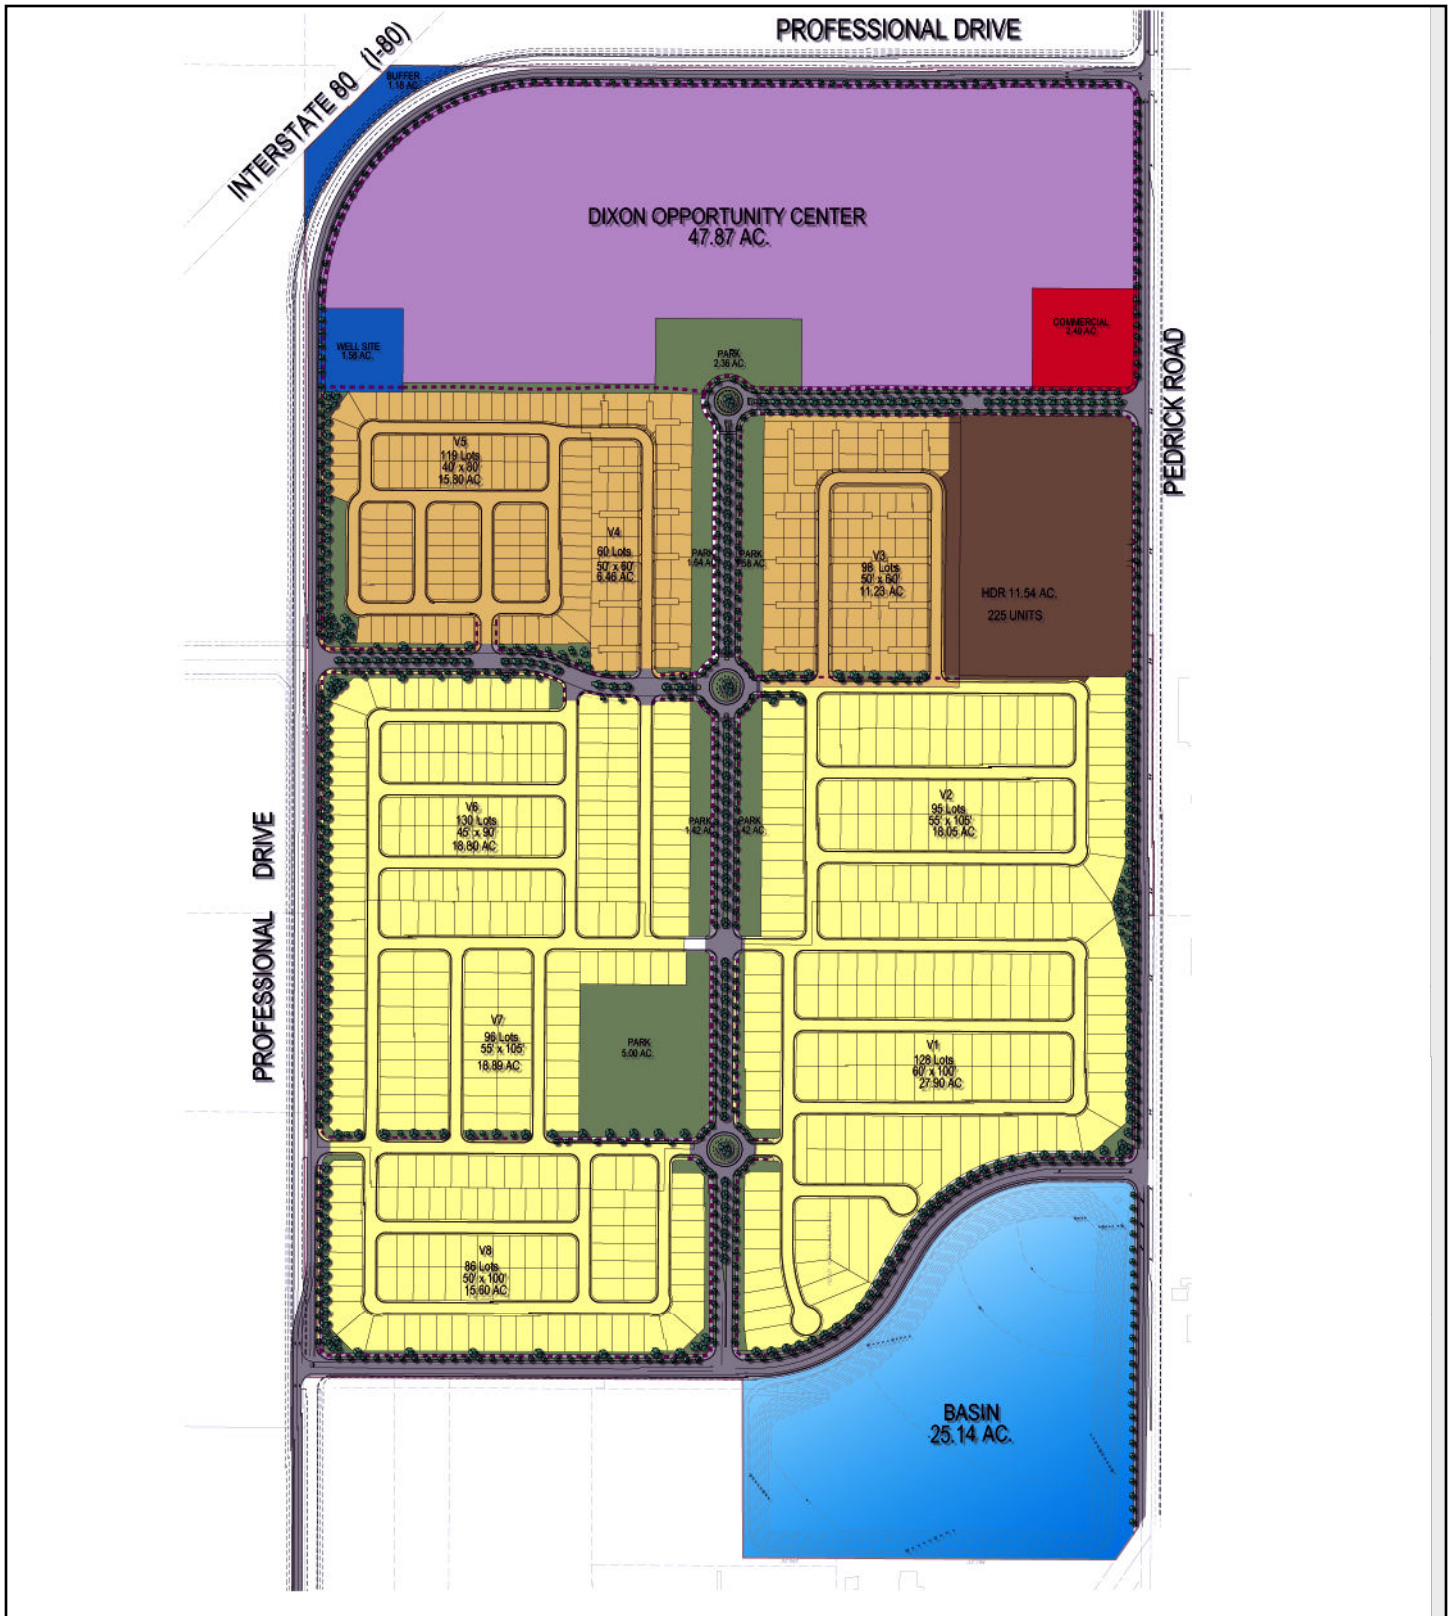 PROFESSIONAL DRIVE
INTERSTATE 80 (I-80)
BUFFER
1.18 AC.
DIXON OPPORTUNITY CENTER
47.87 AC.
WELL SITE
1.58 AC.
PARK
2.36 AC.
COMMERCIAL
2.40 AC.
PEDRICK ROAD
V5
119 Lots
40' x 80'
15.80 AC
V4
60 Lots
50' x 60'
6.46 AC
PARK
1.64 AC
PARK
V3
98 Lots
50' x 60'
11.23 AC
HDR 11.54 AC.
225 UNITS
V6
130 Lots
45' x 90'
18.80 AC
PARK
1.42 AC
PARK
V2
95 Lots
55' x 105'
18.05 AC
PROFESSIONAL DRIVE
V7
96 Lots
55' x 105'
18.89 AC
PARK
5.00 AC.
V1
128 Lots
60' x 100'
27.90 AC
V8
86 Lots
50' x 100'
15.60 AC
BASIN
25.14 AC.